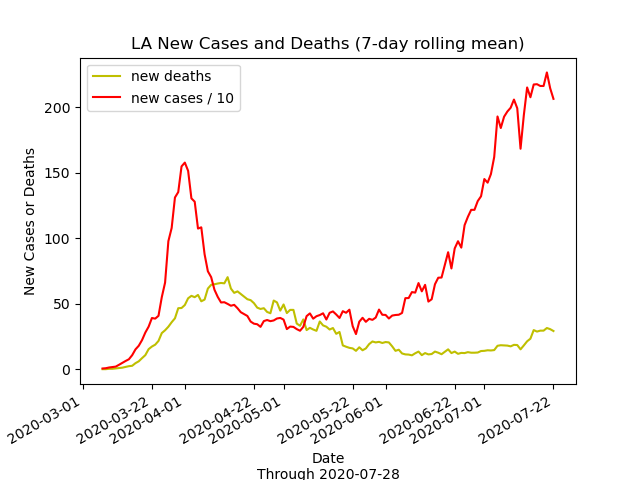 LA New Cases and Deaths (7-day rolling mean)
new deaths
new cases / 10
New Cases or Deaths
200
150
100
50
0
2020-03-01
2020-03-22
2020-04-01
2020-04-22
2020-05-01
2020-05-22
2020-06-01
2020-06-22
2020-07-01
2020-07-22
Date
Through 2020-07-28